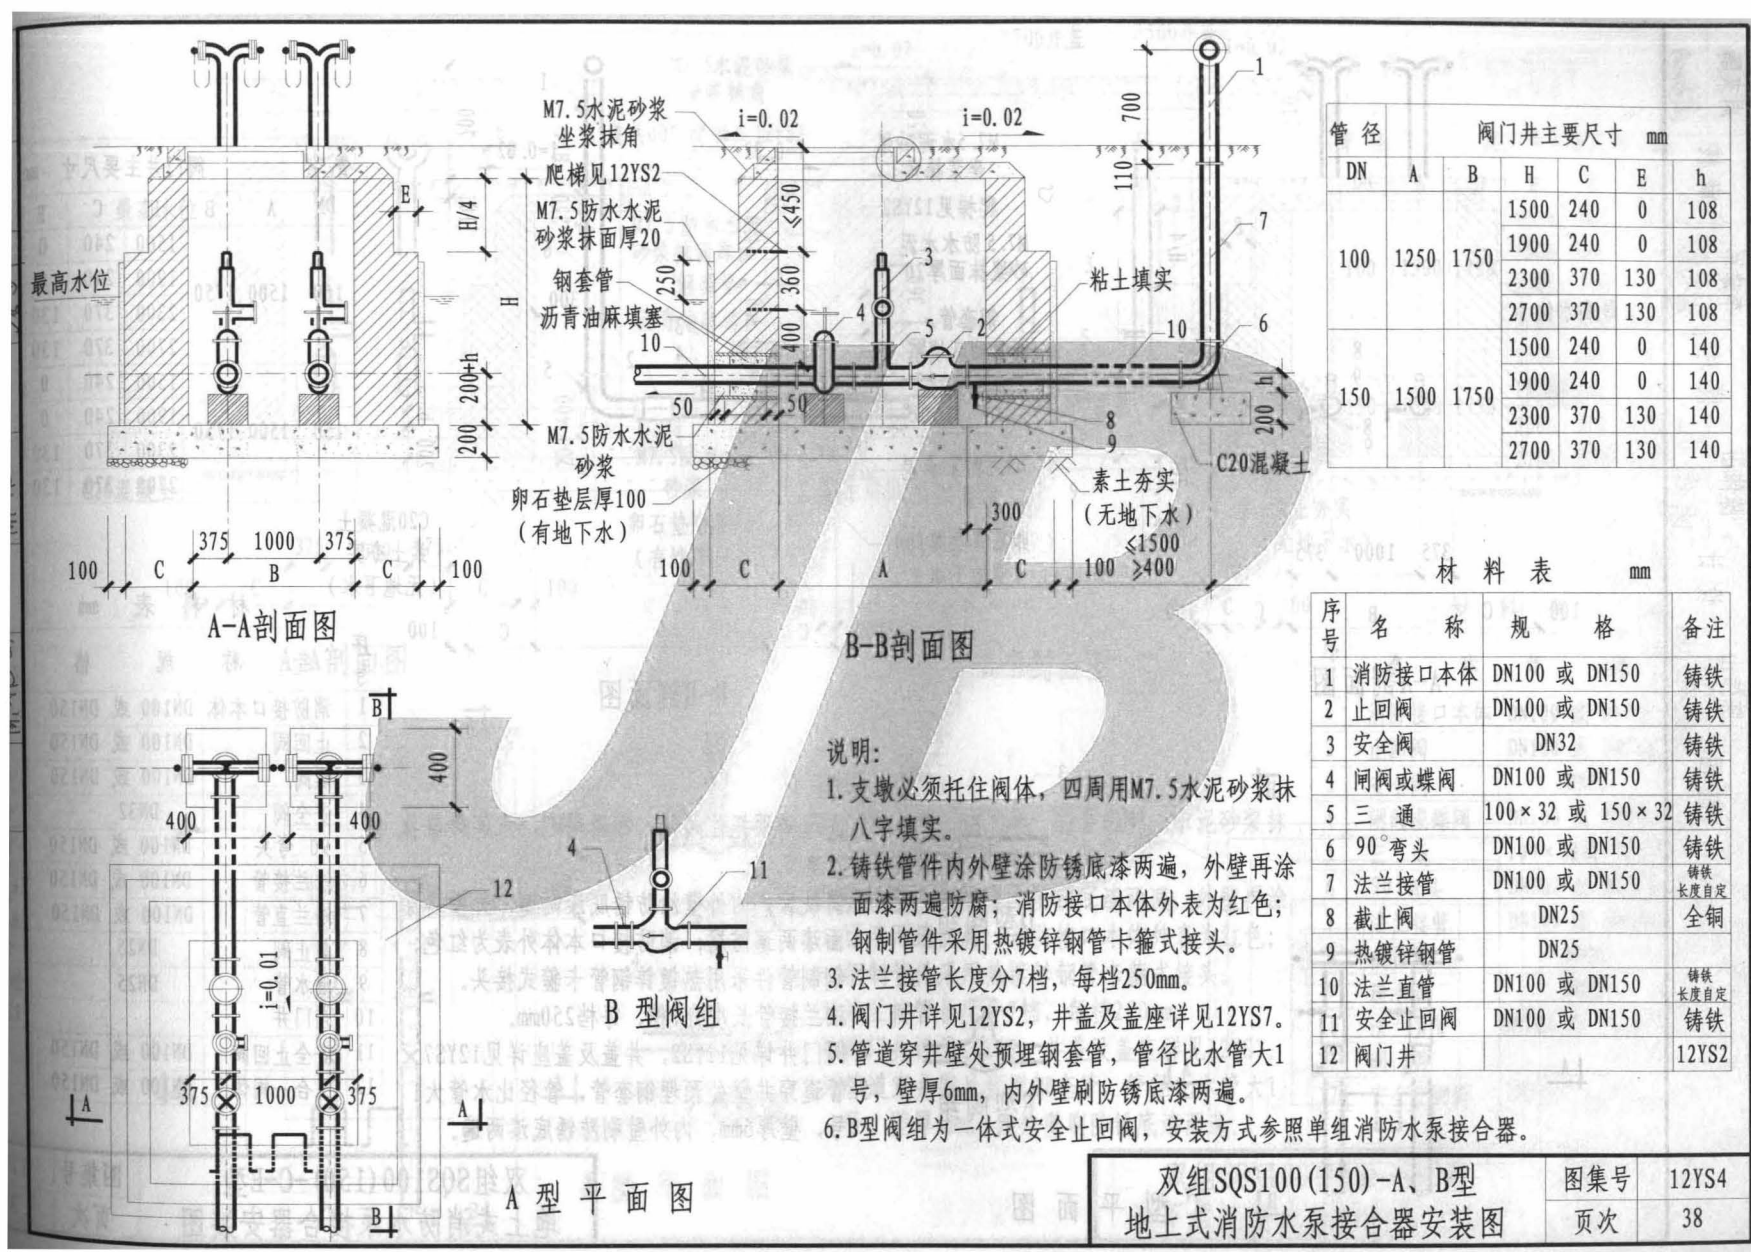 M7.5水泥砂浆
坐浆抹角
爬梯见12YS2
M7.5防水水泥
砂浆抹面厚20
钢套管
沥青油麻填塞
10
最高水位
E
H/4
H
200+h
200
375 1000 375
100 C B C 100
A-A剖面图
i=0.02
i=0.02
≤450
250
360
400
3
4
5
2
粘土填实
10
6
7
1
700
110
h
200
50
50
M7.5防水水泥
砂浆
卵石垫层厚100
(有地下水)
8
9
C20混凝土
素土夯实
(无地下水)
300
≤1500
≥400
100 C A C 100
B-B剖面图
管径 阀门井主要尺寸 mm
DN A B H C E h
100 1250 1750
1500 240 0 108
1900 240 0 108
2300 370 130 108
2700 370 130 108
150 1500 1750
1500 240 0 140
1900 240 0 140
2300 370 130 140
2700 370 130 140
材料表 mm
序号 名称 规格 备注
1 消防接口本体 DN100 或 DN150 铸铁
2 止回阀 DN100 或 DN150 铸铁
3 安全阀 DN32 铸铁
4 闸阀或蝶阀 DN100 或 DN150 铸铁
5 三通 100×32 或 150×32 铸铁
6 90°弯头 DN100 或 DN150 铸铁
7 法兰接管 DN100 或 DN150 铸铁 长度自定
8 截止阀 DN25 全铜
9 热镀锌钢管 DN25
10 法兰直管 DN100 或 DN150 铸铁 长度自定
11 安全止回阀 DN100 或 DN150 铸铁
12 阀门井 12YS2
B
400
400
400
12
i=0.01
375 1000 375
A
A
B
A 型平面图
4
11
B 型阀组
JB
说明:
1.支墩必须托住阀体，四周用M7.5水泥砂浆抹
八字填实。
2.铸铁管件内外壁涂防锈底漆两遍，外壁再涂
面漆两遍防腐；消防接口本体外表为红色；
钢制管件采用热镀锌钢管卡箍式接头。
3.法兰接管长度分7档，每档250mm。
4.阀门井详见12YS2，井盖及盖座详见12YS7。
5.管道穿井壁处预埋钢套管，管径比水管大1
号，壁厚6mm，内外壁刷防锈底漆两遍。
6.B型阀组为一体式安全止回阀，安装方式参照单组消防水泵接合器。
双组SQS100(150)-A、B型
地上式消防水泵接合器安装图
图集号 12YS4
页次 38